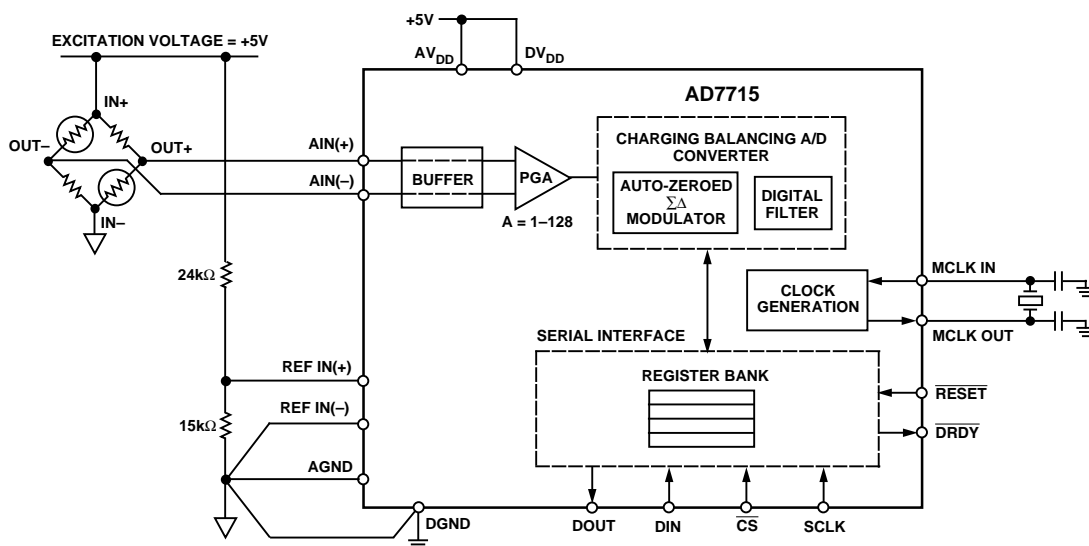 +5V
EXCITATION VOLTAGE = +5V
AVDD
DVDD
AD7715
IN+
OUT–
OUT+
IN–
AIN(+)
AIN(–)
BUFFER
PGA
A = 1–128
CHARGING BALANCING A/D
CONVERTER
AUTO-ZEROED
ΣΔ
MODULATOR
DIGITAL
FILTER
24kΩ
CLOCK
GENERATION
MCLK IN
MCLK OUT
SERIAL INTERFACE
REGISTER BANK
REF IN(+)
REF IN(–)
15kΩ
AGND
RESET
DRDY
DGND
DOUT
DIN
CS
SCLK